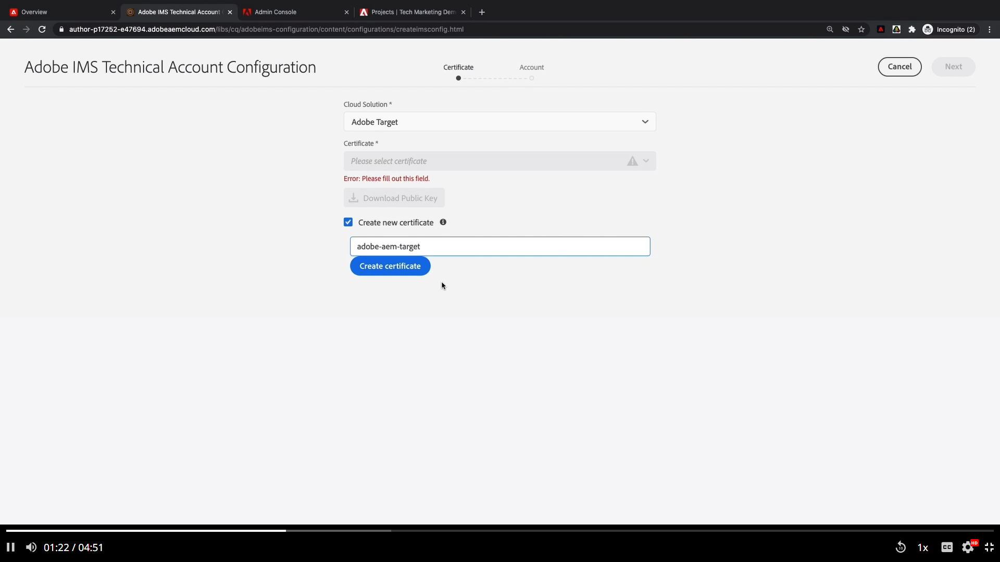 Overview
Adobe IMS Technical Account
Admin Console
Projects | Tech Marketing Dem
author-p17252-e47694.adobeaemcloud.com/libs/cq/adobeims-configuration/content/configurations/createimsconfig.html
Incognito (2)
Adobe IMS Technical Account Configuration
Certificate
Account
Cancel
Next
Cloud Solution *
Adobe Target
Certificate *
Please select certificate
Error: Please fill out this field.
Download Public Key
Create new certificate
adobe-aem-target
Create certificate
01:22 / 04:51
10
1x
CC
HD